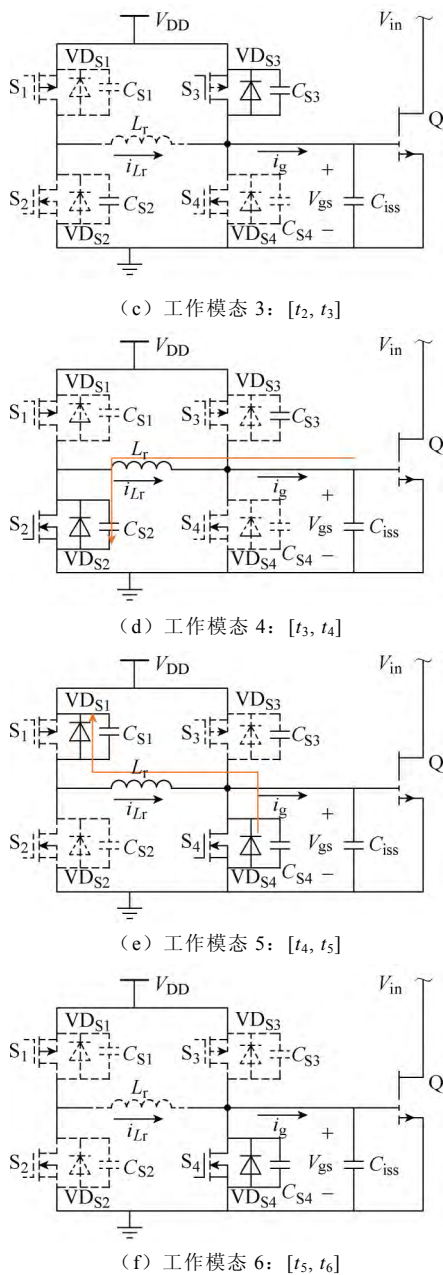 V_DD V_in
VD_S1 VD_S3
S_1 C_S1 S_3 C_S3
L_r Q
i_Lr i_g +
S_2 C_S2 S_4 V_gs C_iss
VD_S2 VD_S4 C_S4 −
（c）工作模态 3：[t_2, t_3]
V_DD V_in
VD_S1 VD_S3
S_1 C_S1 S_3 C_S3
L_r Q
i_Lr i_g +
S_2 C_S2 S_4 V_gs C_iss
VD_S2 VD_S4 C_S4 −
（d）工作模态 4：[t_3, t_4]
V_DD V_in
VD_S1 VD_S3
S_1 C_S1 S_3 C_S3
L_r Q
i_Lr i_g +
S_2 C_S2 S_4 V_gs C_iss
VD_S2 VD_S4 C_S4 −
（e）工作模态 5：[t_4, t_5]
V_DD V_in
VD_S1 VD_S3
S_1 C_S1 S_3 C_S3
L_r Q
i_Lr i_g +
S_2 C_S2 S_4 V_gs C_iss
VD_S2 VD_S4 C_S4 −
（f）工作模态 6：[t_5, t_6]